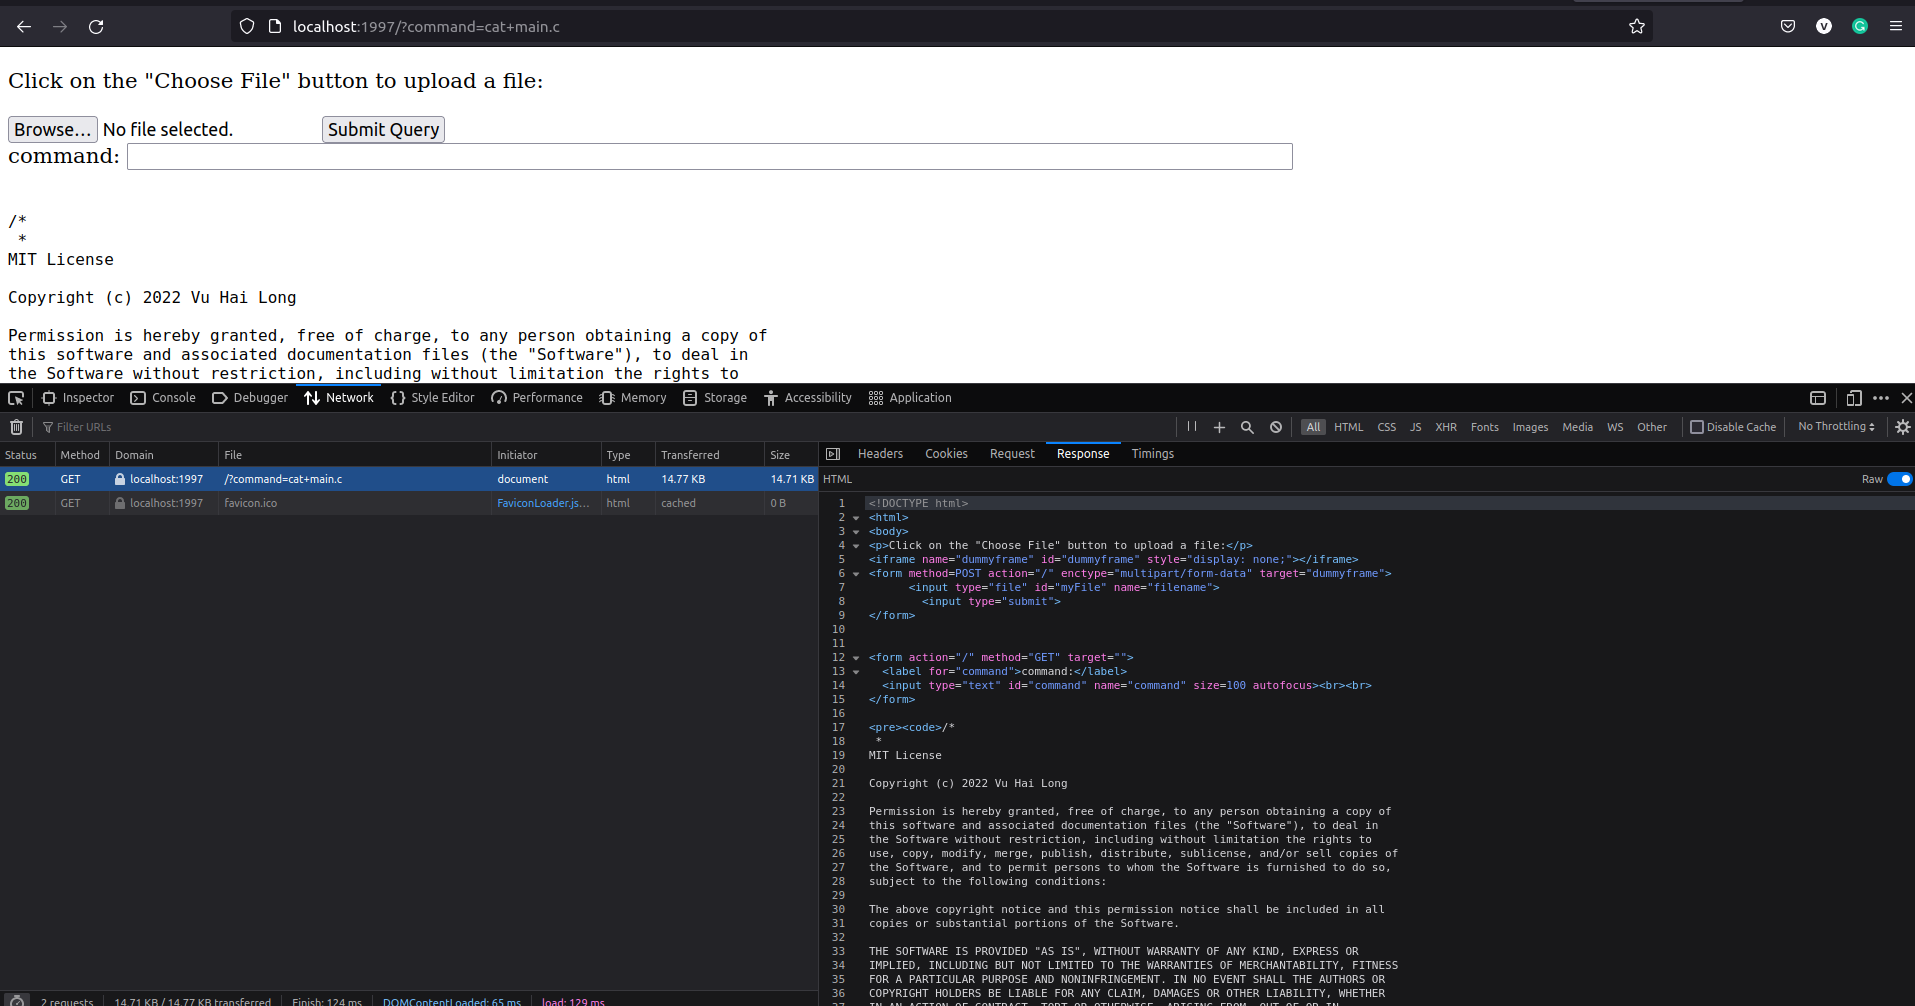 localhost:1997/?command=cat+main.c
Click on the "Choose File" button to upload a file:
Browse... No file selected. Submit Query
command:
/*
*
MIT License
Copyright (c) 2022 Vu Hai Long
Permission is hereby granted, free of charge, to any person obtaining a copy of
this software and associated documentation files (the "Software"), to deal in
the Software without restriction, including without limitation the rights to
Inspector Console Debugger Network Style Editor Performance Memory Storage Accessibility Application
Filter URLs All HTML CSS JS XHR Fonts Images Media WS Other Disable Cache No Throttling
Status Method Domain File Initiator Type Transferred Size
200 GET localhost:1997 /?command=cat+main.c document html 14.77 KB 14.71 KB
200 GET localhost:1997 favicon.ico FaviconLoader.js... html cached 0 B
Headers Cookies Request Response Timings
HTML Raw
1 <!DOCTYPE html>
2 <html>
3 <body>
4 <p>Click on the "Choose File" button to upload a file:</p>
5 <iframe name="dummyframe" id="dummyframe" style="display: none;"></iframe>
6 <form method=POST action="/" enctype="multipart/form-data" target="dummyframe">
7 <input type="file" id="myFile" name="filename">
8 <input type="submit">
9 </form>
10
11
12 <form action="/" method="GET" target="">
13 <label for="command">command:</label>
14 <input type="text" id="command" name="command" size=100 autofocus><br><br>
15 </form>
16
17 <pre><code>/*
18 *
19 MIT License
20
21 Copyright (c) 2022 Vu Hai Long
22
23 Permission is hereby granted, free of charge, to any person obtaining a copy of
24 this software and associated documentation files (the "Software"), to deal in
25 the Software without restriction, including without limitation the rights to
26 use, copy, modify, merge, publish, distribute, sublicense, and/or sell copies of
27 the Software, and to permit persons to whom the Software is furnished to do so,
28 subject to the following conditions:
29
30 The above copyright notice and this permission notice shall be included in all
31 copies or substantial portions of the Software.
32
33 THE SOFTWARE IS PROVIDED "AS IS", WITHOUT WARRANTY OF ANY KIND, EXPRESS OR
34 IMPLIED, INCLUDING BUT NOT LIMITED TO THE WARRANTIES OF MERCHANTABILITY, FITNESS
35 FOR A PARTICULAR PURPOSE AND NONINFRINGEMENT. IN NO EVENT SHALL THE AUTHORS OR
36 COPYRIGHT HOLDERS BE LIABLE FOR ANY CLAIM, DAMAGES OR OTHER LIABILITY, WHETHER
37 IN AN ACTION OF CONTRACT, TORT OR OTHERWISE, ARISING FROM, OUT OF OR IN
2 requests 14.71 KB / 14.77 KB transferred Finish: 124 ms DOMContentLoaded: 65 ms load: 129 ms